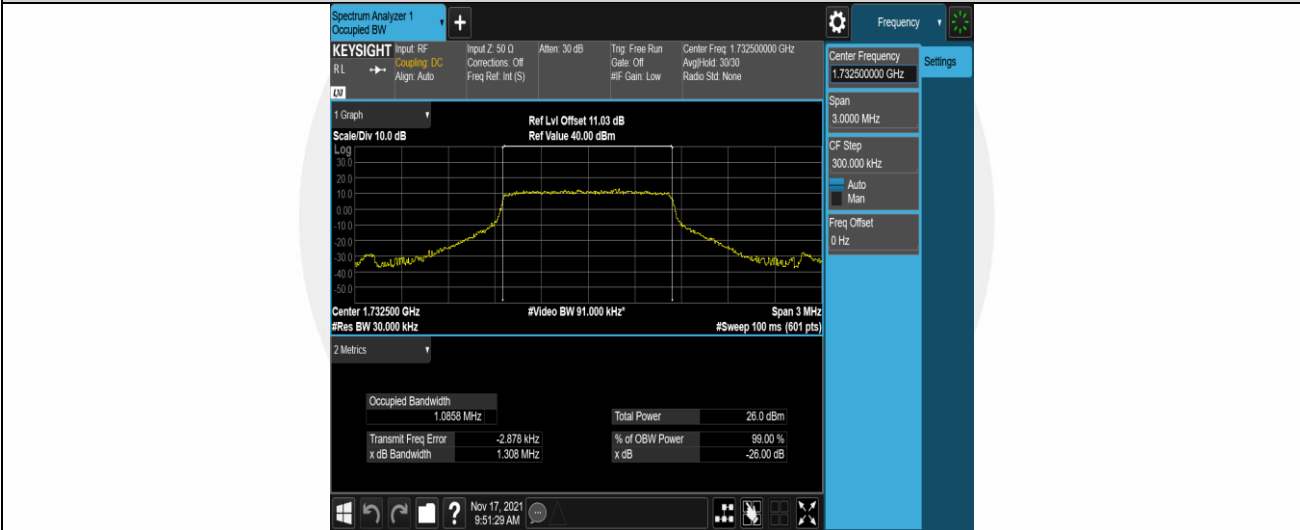 Spectrum Analyzer 1
Occupied BW
+
Frequency
KEYSIGHT
R L
LXI
Input: RF
Coupling: DC
Align: Auto
Input Z: 50 Ω
Corrections: Off
Freq Ref: Int (S)
Atten: 30 dB
Trig: Free Run
Gate: Off
#IF Gain: Low
Center Freq: 1.732500000 GHz
Avg|Hold: 30/30
Radio Std: None
Center Frequency
1.732500000 GHz
Settings
Span
3.0000 MHz
CF Step
300.000 kHz
Auto
Man
Freq Offset
0 Hz
1 Graph
Scale/Div 10.0 dB
Ref Lvl Offset 11.03 dB
Ref Value 40.00 dBm
Log
30.0
20.0
10.0
0.00
-10.0
-20.0
-30.0
-40.0
-50.0
Center 1.732500 GHz
#Video BW 91.000 kHz*
Span 3 MHz
#Res BW 30.000 kHz
#Sweep 100 ms (601 pts)
2 Metrics
Occupied Bandwidth
1.0858 MHz
Total Power 26.0 dBm
Transmit Freq Error -2.878 kHz
% of OBW Power 99.00 %
x dB Bandwidth 1.308 MHz
x dB -26.00 dB
?
Nov 17, 2021
9:51:29 AM